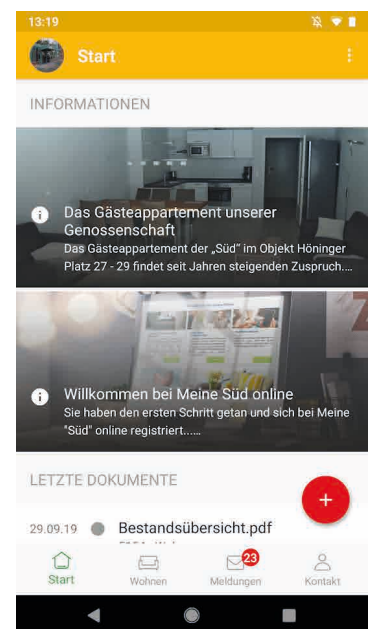 13:19
Start
INFORMATIONEN
Das Gästeappartement unserer
Genossenschaft
Das Gästeappartement der „Süd" im Objekt Höninger
Platz 27 - 29 findet seit Jahren steigenden Zuspruch....
Willkommen bei Meine Süd online
Sie haben den ersten Schritt getan und sich bei Meine
"Süd" online registriert......
LETZTE DOKUMENTE
29.09.19 Bestandsübersicht.pdf
23
Start Wohnen Meldungen Kontakt